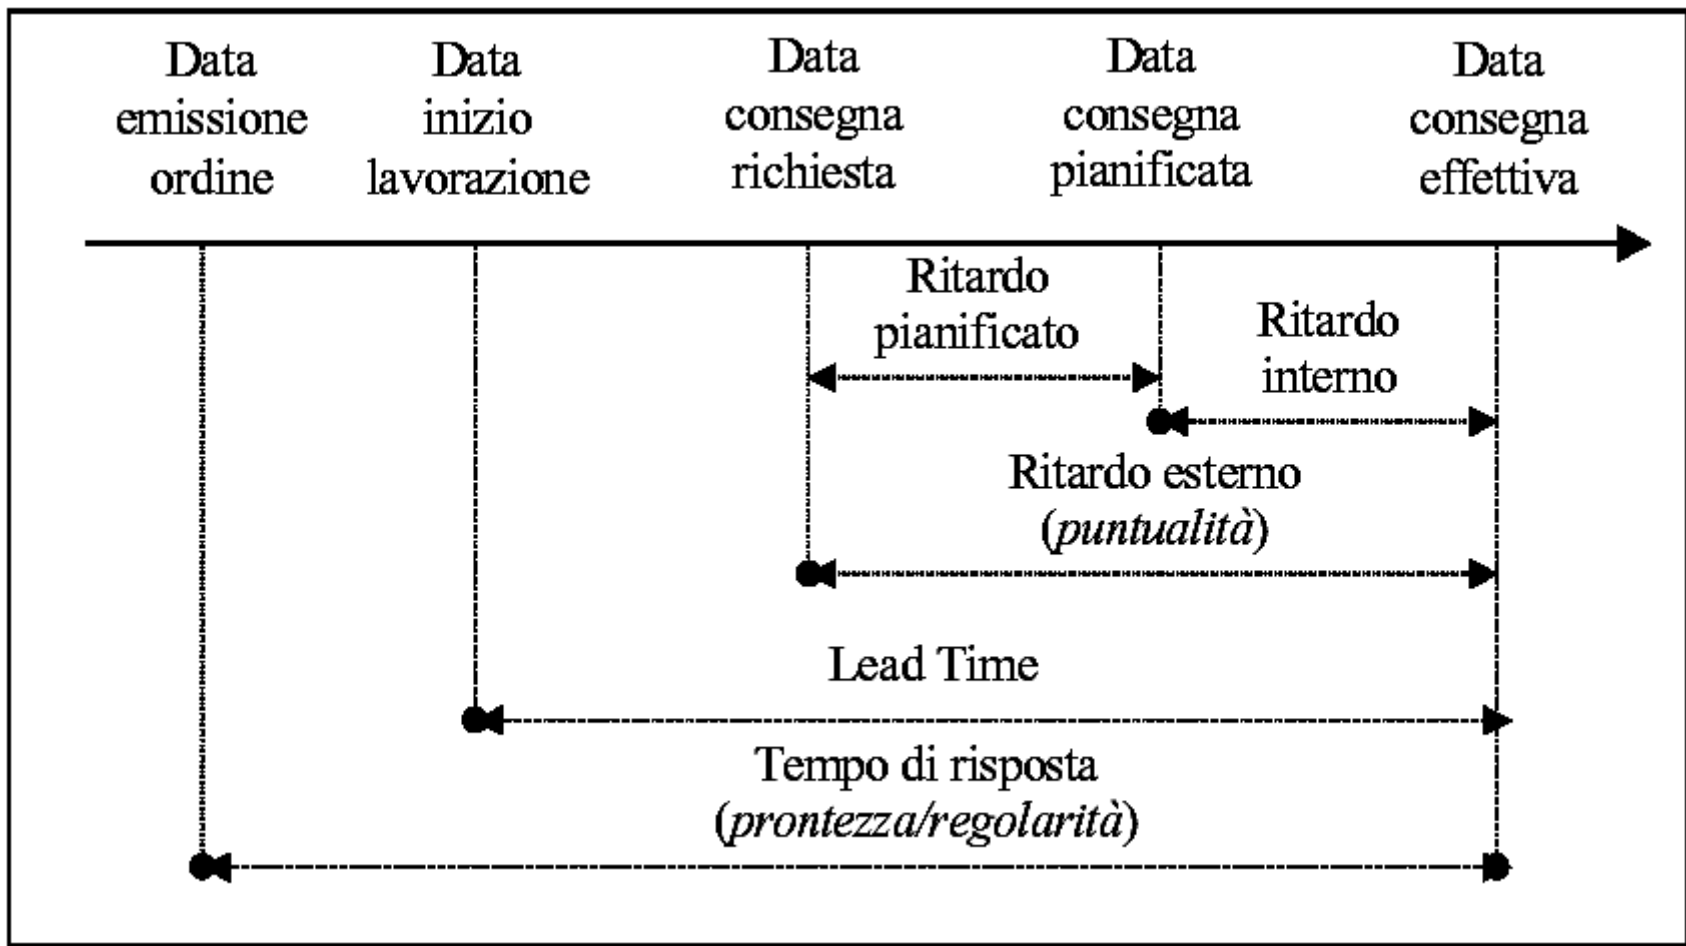 Data
emissione
ordine
Data
inizio
lavorazione
Data
consegna
richiesta
Data
consegna
pianificata
Data
consegna
effettiva
Ritardo
pianificato
Ritardo
interno
Ritardo esterno
(puntualità)
Lead Time
Tempo di risposta
(prontezza/regolarità)